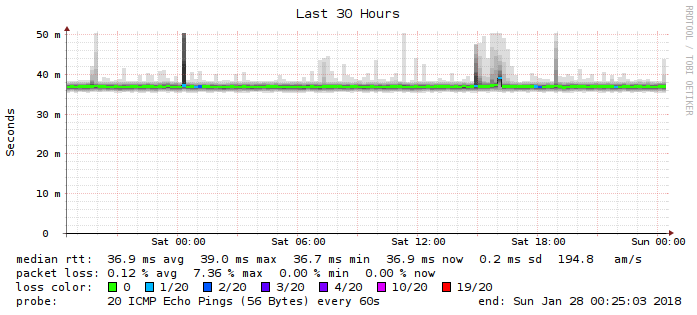 Last 30 Hours
RRDTOOL / TOBI OETIKER
Seconds
50 m
40 m
30 m
20 m
10 m
0
Sat 00:00 Sat 06:00 Sat 12:00 Sat 18:00 Sun 00:00
median rtt: 36.9 ms avg 39.0 ms max 36.7 ms min 36.9 ms now 0.2 ms sd 194.8 am/s
packet loss: 0.12 % avg 7.36 % max 0.00 % min 0.00 % now
loss color: 0 1/20 2/20 3/20 4/20 10/20 19/20
probe: 20 ICMP Echo Pings (56 Bytes) every 60s end: Sun Jan 28 00:25:03 2018